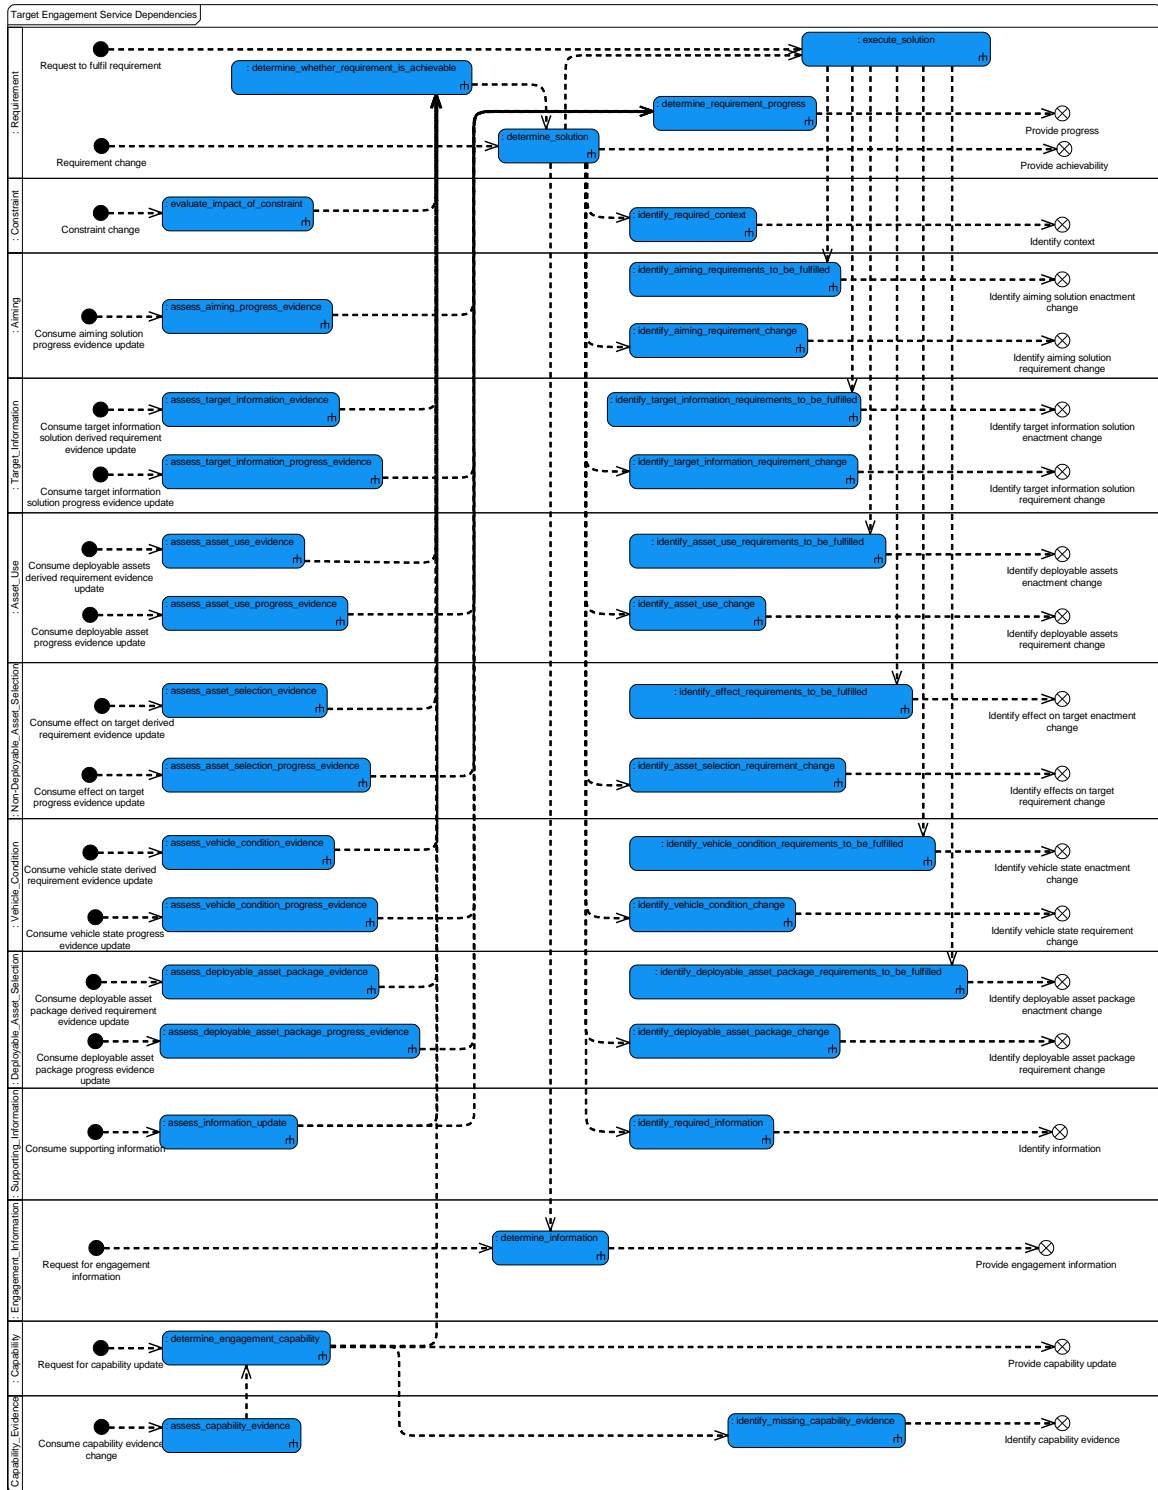 Target Engagement Service Dependencies
: Requirement
Request to fulfil requirement
: execute_solution
: determine_whether_requirement_is_achievable
: determine_requirement_progress
Provide progress
Requirement change
: determine_solution
Provide achievability
: Constraint
Constraint change
: evaluate_impact_of_constraint
: identify_required_context
Identify context
: Aiming
: identify_aiming_requirements_to_be_fulfilled
Identify aiming solution enactment
change
Consume aiming solution
progress evidence update
: assess_aiming_progress_evidence
: identify_aiming_requirement_change
Identify aiming solution
requirement change
: Target_Information
Consume target information
solution derived requirement
evidence update
: assess_target_information_evidence
: identify_target_information_requirements_to_be_fulfilled
Identify target information solution
enactment change
Consume target information
solution progress evidence update
: assess_target_information_progress_evidence
: identify_target_information_requirement_change
Identify target information solution
requirement change
: Asset_Use
Consume deployable assets
derived requirement evidence
update
: assess_asset_use_evidence
: identify_asset_use_requirements_to_be_fulfilled
Identify deployable assets
enactment change
Consume deployable asset
progress evidence update
: assess_asset_use_progress_evidence
: identify_asset_use_change
Identify deployable assets
requirement change
: Non-Deployable_Asset_Selection
Consume effect on target derived
requirement evidence update
: assess_asset_selection_evidence
: identify_effect_requirements_to_be_fulfilled
Identify effect on target enactment
change
Consume effect on target
progress evidence update
: assess_asset_selection_progress_evidence
: identify_asset_selection_requirement_change
Identify effects on target
requirement change
: Vehicle_Condition
Consume vehicle state derived
requirement evidence update
: assess_vehicle_condition_evidence
: identify_vehicle_condition_requirements_to_be_fulfilled
Identify vehicle state enactment
change
Consume vehicle state progress
evidence update
: assess_vehicle_condition_progress_evidence
: identify_vehicle_condition_change
Identify vehicle state requirement
change
: Deployable_Asset_Selection
Consume deployable asset
package derived requirement
evidence update
: assess_deployable_asset_package_evidence
: identify_deployable_asset_package_requirements_to_be_fulfilled
Identify deployable asset package
enactment change
Consume deployable asset
package progress evidence
update
: assess_deployable_asset_package_progress_evidence
: identify_deployable_asset_package_change
Identify deployable asset package
requirement change
: Supporting_Information
Consume supporting information
: assess_information_update
: identify_required_information
Identify information
: Engagement_Information
Request for engagement
information
: determine_information
Provide engagement information
: Capability
Request for capability update
: determine_engagement_capability
Provide capability update
: Capability_Evidence
Consume capability evidence
change
: assess_capability_evidence
: identify_missing_capability_evidence
Identify capability evidence